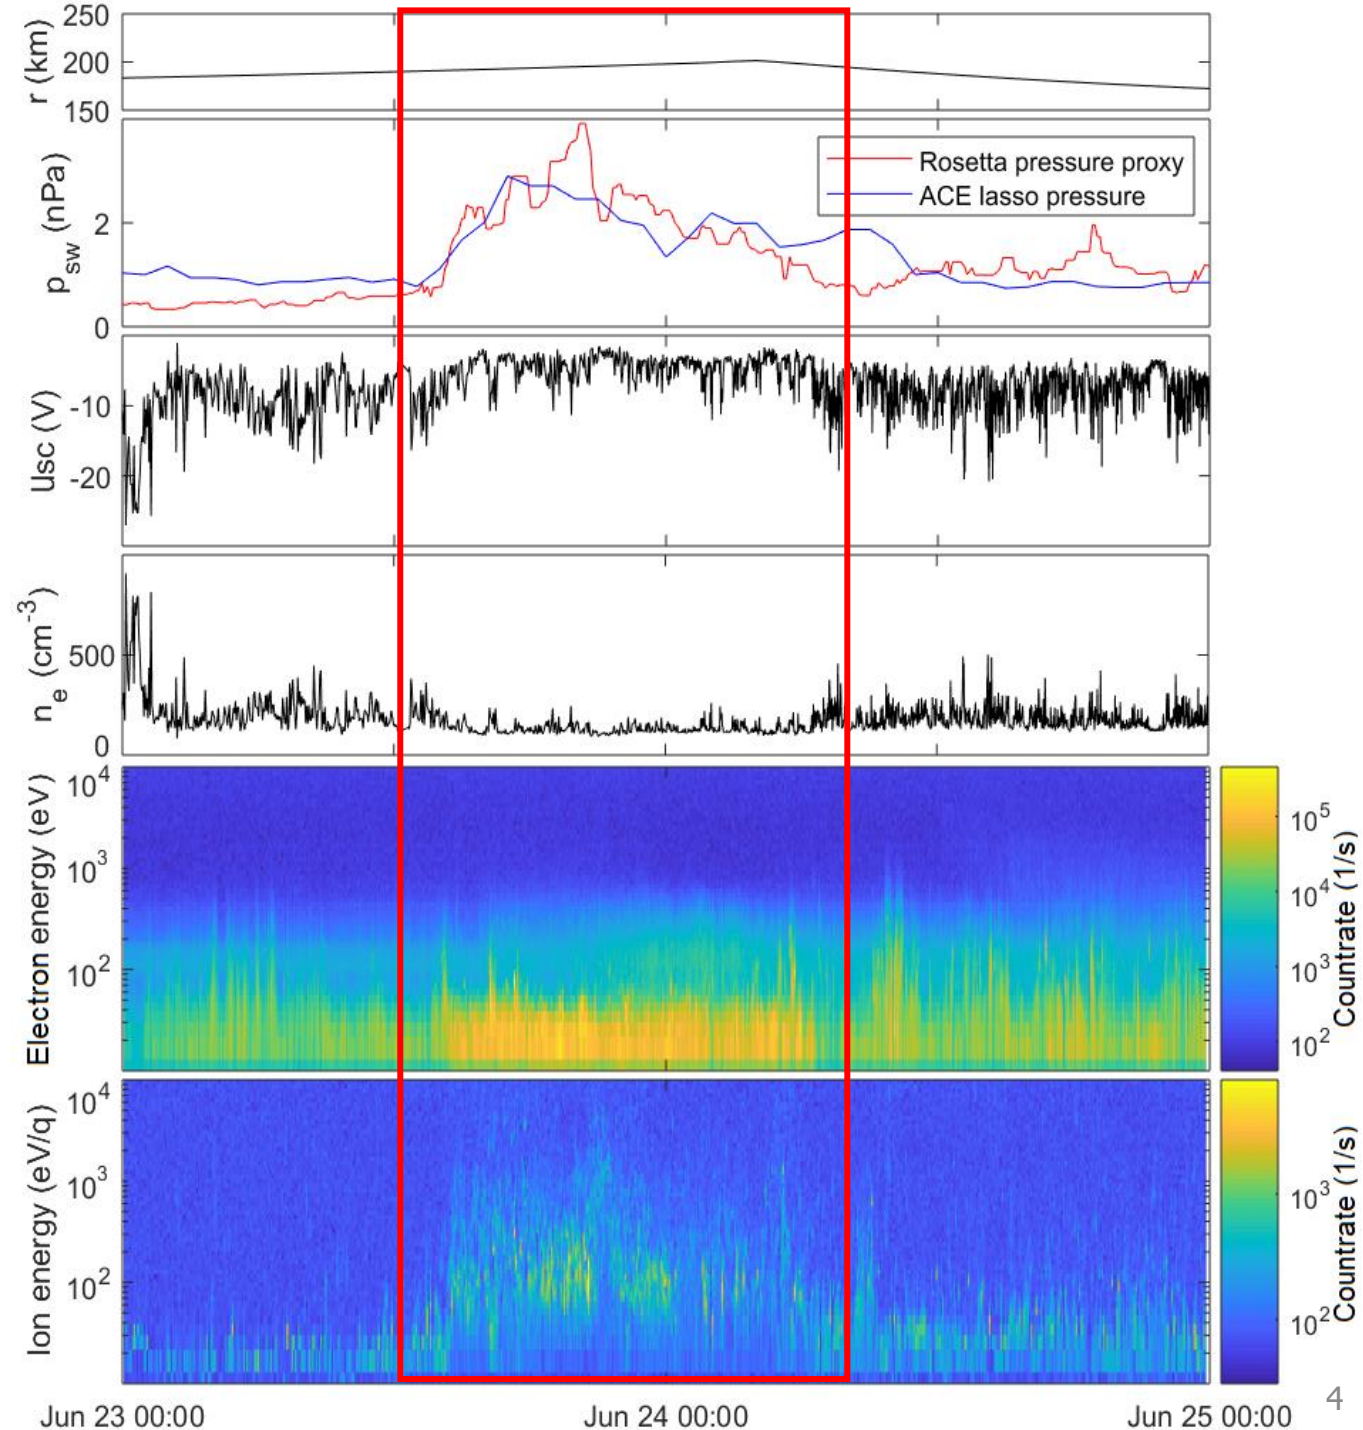 250
200
150
r (km)
2
0
p_sw (nPa)
Rosetta pressure proxy
ACE lasso pressure
-10
-20
Usc (V)
500
0
n_e (cm^-3)
10^4
10^3
10^2
Electron energy (eV)
10^5
10^4
10^3
10^2
Countrate (1/s)
10^4
10^3
10^2
Ion energy (eV/q)
10^3
10^2
Countrate (1/s)
Jun 23 00:00
Jun 24 00:00
Jun 25 00:00
4